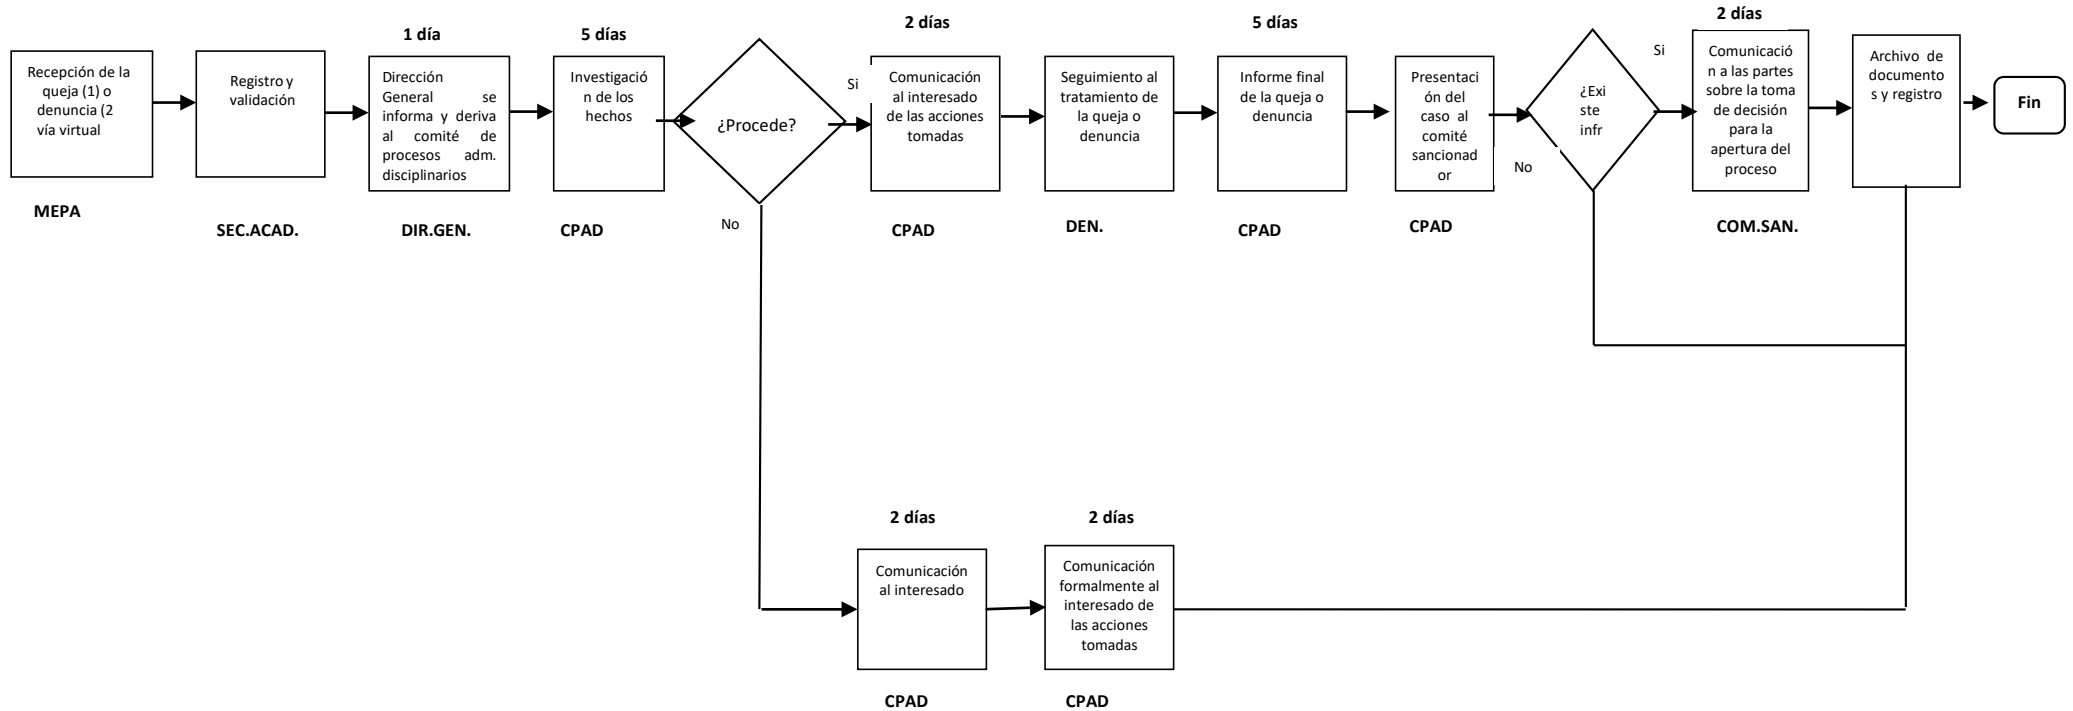 1 día
5 días
2 días
5 días
2 días
Recepción de la
queja (1) o
denuncia (2
vía virtual
MEPA
Registro y
validación
SEC.ACAD.
Dirección
General se
informa y deriva
al comité de
procesos adm.
disciplinarios
DIR.GEN.
Investigació
n de los
hechos
CPAD
¿Procede?
Si
No
Comunicación
al interesado
de las acciones
tomadas
CPAD
Seguimiento al
tratamiento de
la queja o
denuncia
DEN.
Informe final
de la queja o
denuncia
CPAD
Presentaci
ón del
caso al
comité
sancionad
or
CPAD
¿Exi
ste
infr
Si
No
Comunicació
n a las partes
sobre la toma
de decisión
para la
apertura del
proceso
COM.SAN.
Archivo de
documento
s y registro
Fin
2 días
2 días
Comunicación
al interesado
CPAD
Comunicación
formalmente al
interesado de
las acciones
tomadas
CPAD